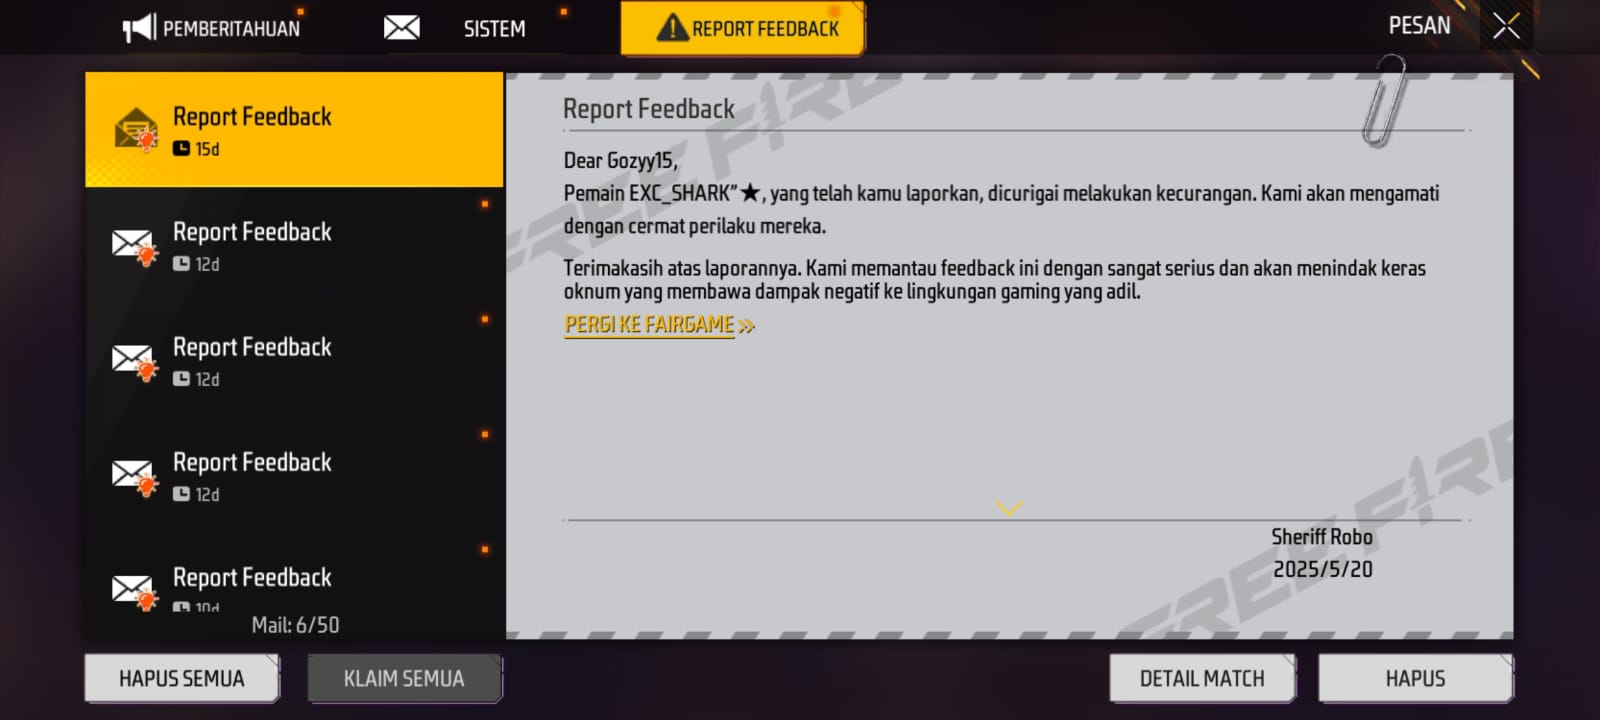 PEMBERITAHUAN
SISTEM
REPORT FEEDBACK
PESAN
Report Feedback
15d
Report Feedback
12d
Report Feedback
12d
Report Feedback
12d
Report Feedback
10d
Mail: 6/50
HAPUS SEMUA
KLAIM SEMUA
Report Feedback
Dear Gozyy15,
Pemain EXC_SHARK”★, yang telah kamu laporkan, dicurigai melakukan kecurangan. Kami akan mengamati
dengan cermat perilaku mereka.
Terimakasih atas laporannya. Kami memantau feedback ini dengan sangat serius dan akan menindak keras
oknum yang membawa dampak negatif ke lingkungan gaming yang adil.
PERGI KE FAIRGAME »
Sheriff Robo
2025/5/20
FREE FIRE
FREE FIRE
DETAIL MATCH
HAPUS